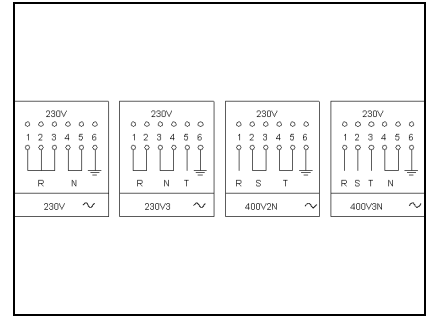 230V
1 2 3 4 5 6
R N
230V
230V
1 2 3 4 5 6
R N T
230V3
230V
1 2 3 4 5 6
R S T
400V2N
230V
1 2 3 4 5 6
R S T N
400V3N